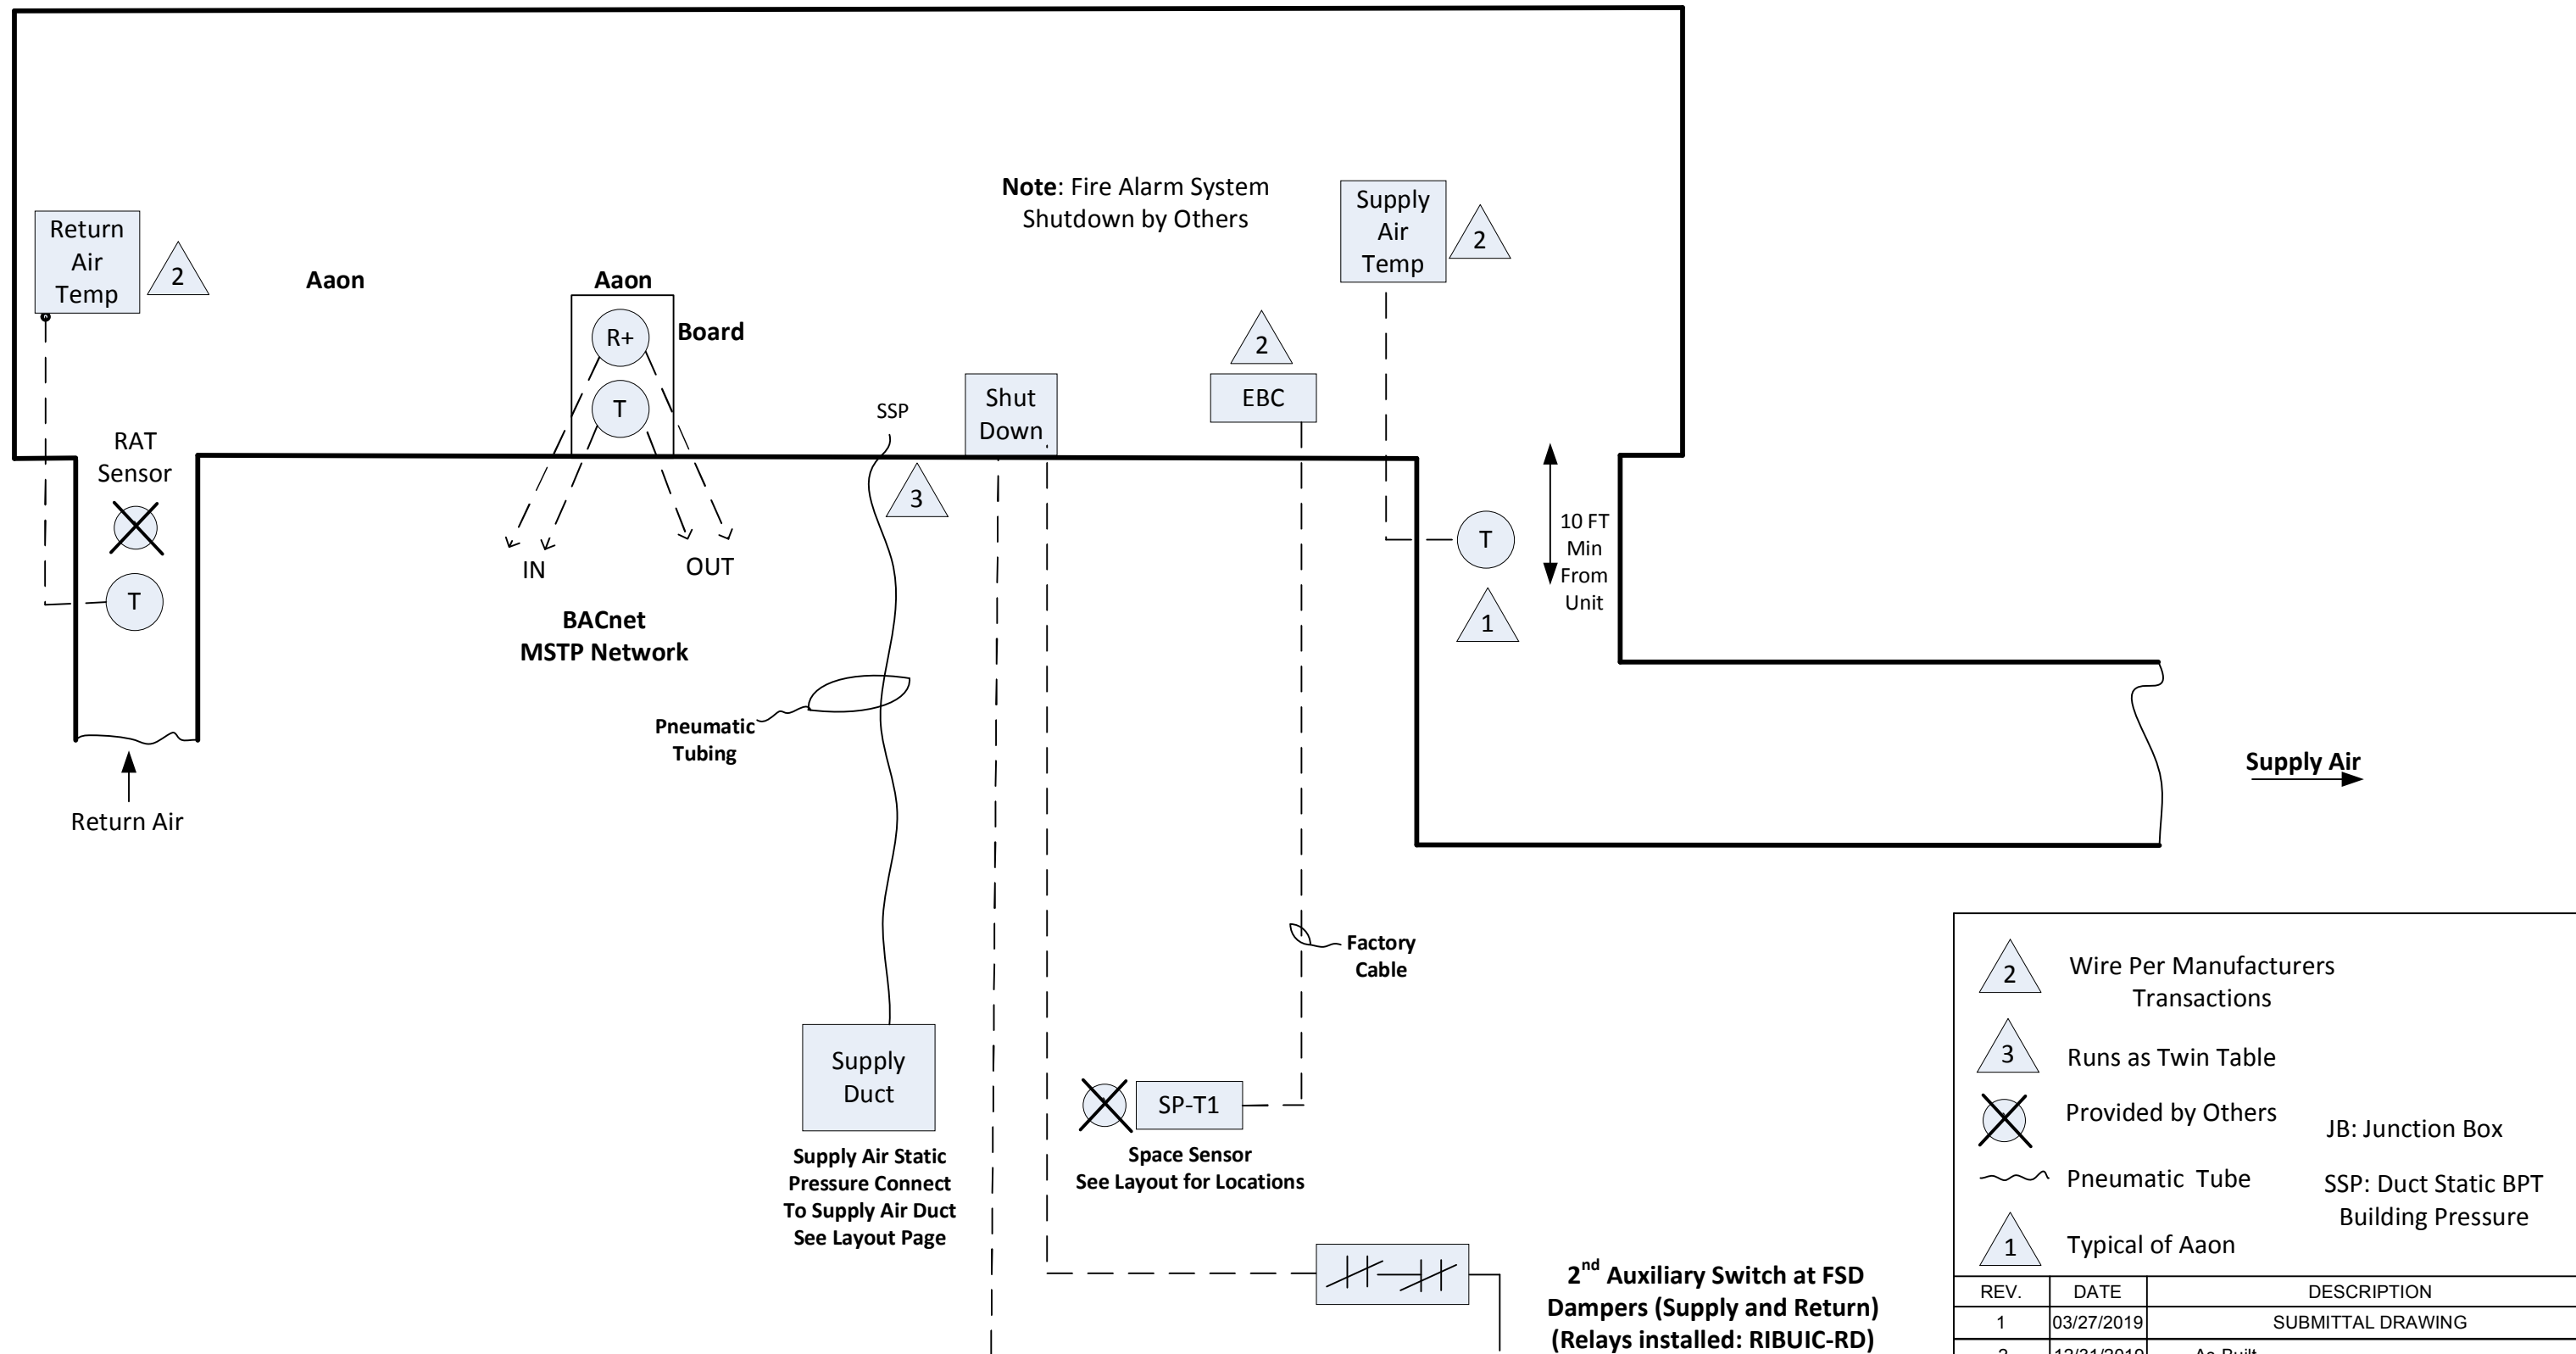 Note: Fire Alarm System
Shutdown by Others
Return
Air
Temp
2
Aaon
Aaon
Board
R+
T
Supply
Air
Temp
2
2
EBC
Shut
Down
SSP
3
RAT
Sensor
T
Return Air
IN
OUT
BACnet
MSTP Network
T
1
10 FT
Min
From
Unit
Pneumatic
Tubing
Supply Air
Factory
Cable
Supply
Duct
Supply Air Static
Pressure Connect
To Supply Air Duct
See Layout Page
SP-T1
Space Sensor
See Layout for Locations
2nd Auxiliary Switch at FSD
Dampers (Supply and Return)
(Relays installed: RIBUIC-RD)
2 Wire Per Manufacturers
Transactions
3 Runs as Twin Table
Provided by Others
JB: Junction Box
Pneumatic Tube
SSP: Duct Static BPT
Building Pressure
1 Typical of Aaon
REV. DATE DESCRIPTION
1 03/27/2019 SUBMITTAL DRAWING
2 12/31/2019 As-Built